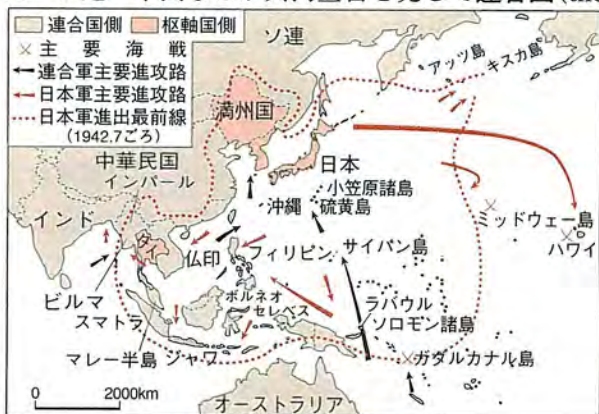 連合国側 枢軸国側
主要海戦
連合軍主要進攻路
日本軍主要進攻路
日本軍進出最前線
(1942.7ごろ)
ソ連
アッツ島
キスカ島
満州国
中華民国
日本
インパール
小笠原諸島
沖縄
硫黄島
インド
ミッドウェー島
ハワイ
タイ
仏印
フィリピン
サイパン島
ビルマ
スマトラ
ボルネオ
セレベス
ラバウル
ソロモン諸島
マレー半島
ジャワ
ガダルカナル島
0 2000km
オーストラリア